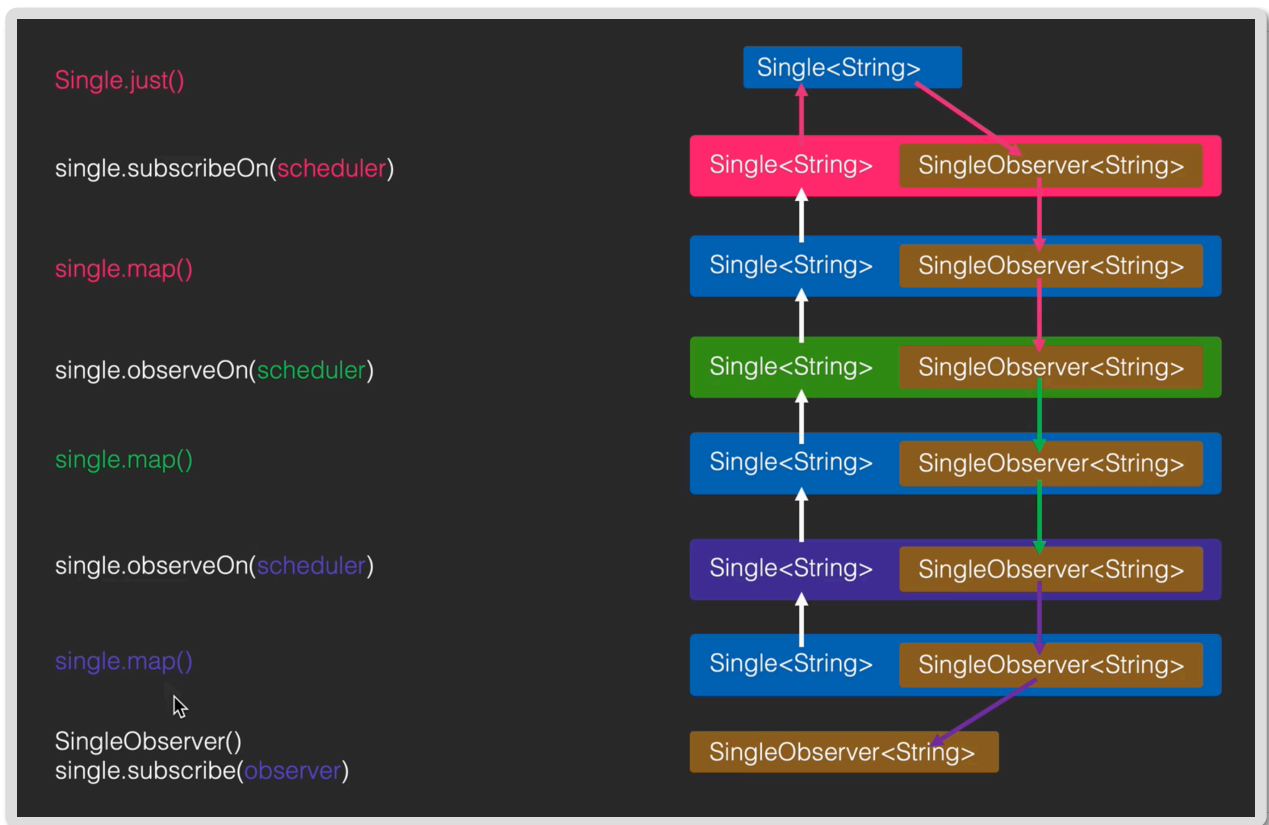 Single.just()
Single<String>
single.subscribeOn(scheduler)
Single<String> SingleObserver<String>
single.map()
Single<String> SingleObserver<String>
single.observeOn(scheduler)
Single<String> SingleObserver<String>
single.map()
Single<String> SingleObserver<String>
single.observeOn(scheduler)
Single<String> SingleObserver<String>
single.map()
Single<String> SingleObserver<String>
SingleObserver()
single.subscribe(observer)
SingleObserver<String>